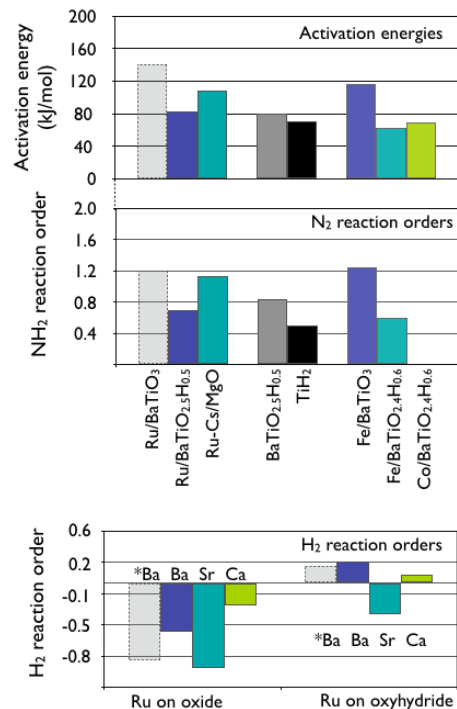 Activation energy
(kJ/mol)
200
160
120
80
40
0
Activation energies
NH2 reaction order
2.0
1.6
1.2
0.8
0.4
N2 reaction orders
Ru/BaTiO3
Ru/BaTiO2.5H0.5
Ru-Cs/MgO
BaTiO2.5H0.5
TiH2
Fe/BaTiO3
Fe/BaTiO2.4H0.6
Co/BaTiO2.4H0.6
H2 reaction order
0.6
0.2
-0.1
-0.5
-0.8
H2 reaction orders
*Ba Ba Sr Ca
*Ba Ba Sr Ca
Ru on oxide
Ru on oxyhydride